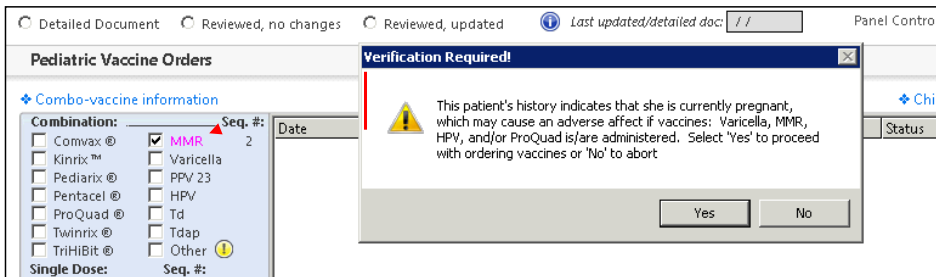 Detailed Document Reviewed, no changes Reviewed, updated Last updated/detailed doc: / / Panel Contro
Pediatric Vaccine Orders
Verification Required!
Combo-vaccine information
Chi
Combination: Seq. #:
Date
Status
Comvax ® MMR 2
Kinrix ™ Varicella
Pediarix ® PPV 23
Pentacel ® HPV
ProQuad ® Td
Twinrix ® Tdap
TriHiBit ® Other
Single Dose: Seq. #:
This patient's history indicates that she is currently pregnant,
which may cause an adverse affect if vaccines: Varicella, MMR,
HPV, and/or ProQuad is/are administered. Select 'Yes' to proceed
with ordering vaccines or 'No' to abort
Yes No